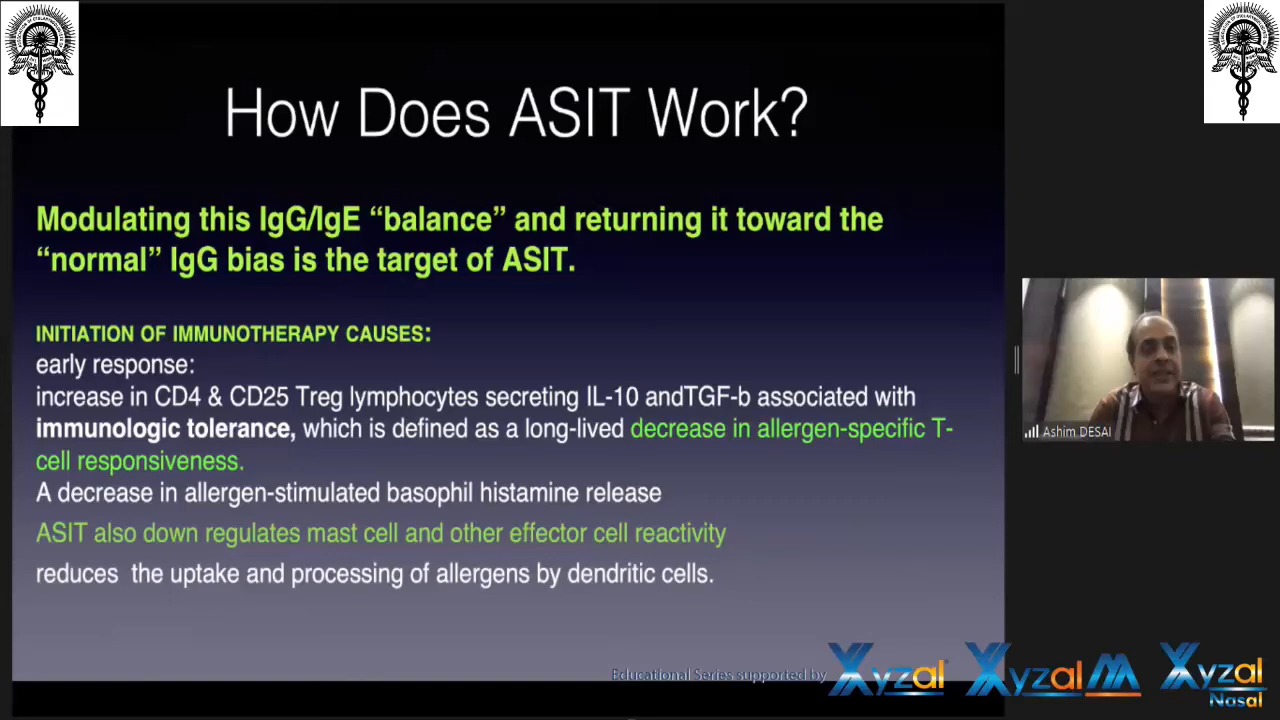 How Does ASIT Work?
Modulating this IgG/IgE “balance” and returning it toward the
“normal” IgG bias is the target of ASIT.
INITIATION OF IMMUNOTHERAPY CAUSES:
early response:
increase in CD4 & CD25 Treg lymphocytes secreting IL-10 andTGF-b associated with
immunologic tolerance, which is defined as a long-lived decrease in allergen-specific T-
cell responsiveness.
A decrease in allergen-stimulated basophil histamine release
ASIT also down regulates mast cell and other effector cell reactivity
reduces the uptake and processing of allergens by dendritic cells.
Ashim DESAI
Educational Series supported by
Xyzal
Xyzal M
Xyzal
Nasal